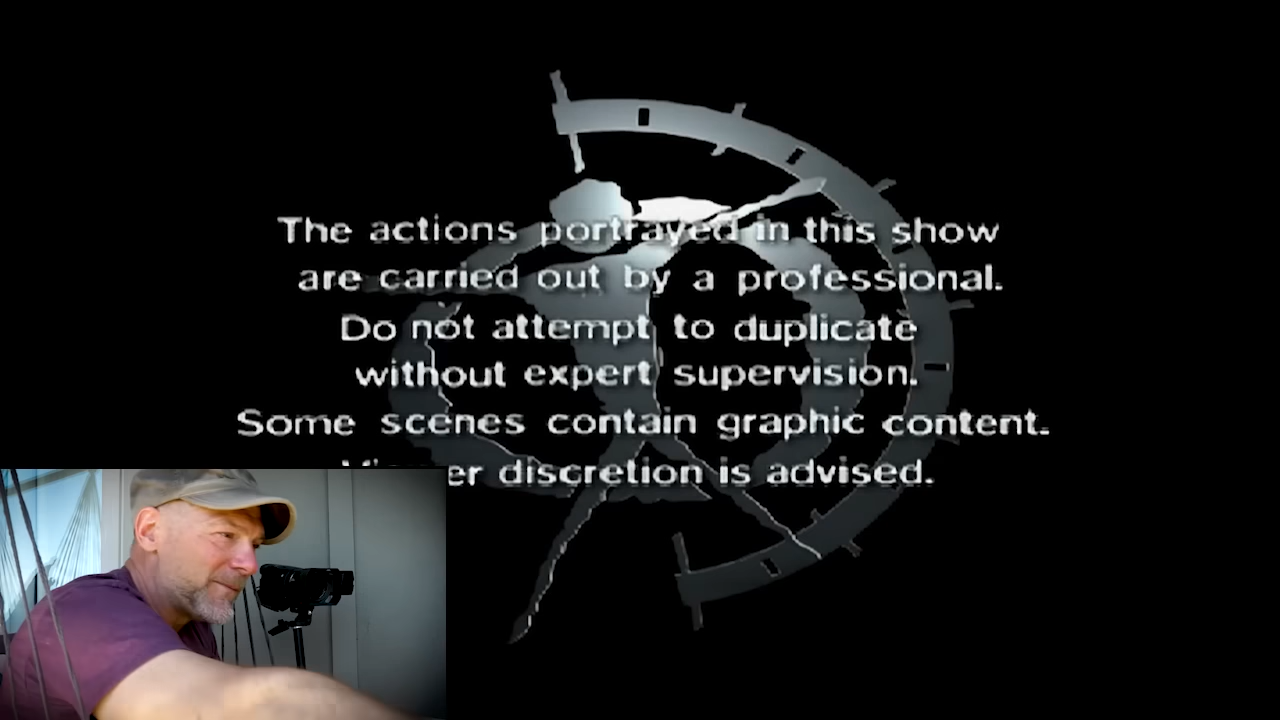 The actions portrayed in this show
are carried out by a professional.
Do not attempt to duplicate
without expert supervision.
Some scenes contain graphic content.
discretion is advised.